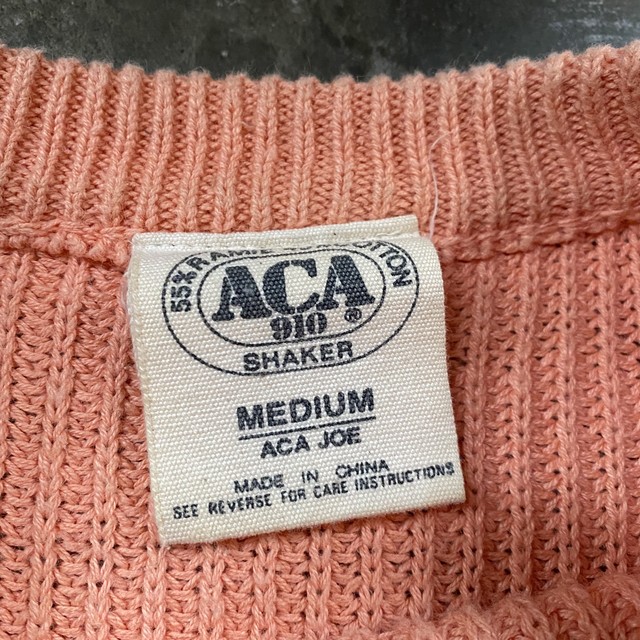 55% RAMIE COTTON
ACA
910 ®
SHAKER
MEDIUM
ACA JOE
MADE IN CHINA
SEE REVERSE FOR CARE INSTRUCTIONS